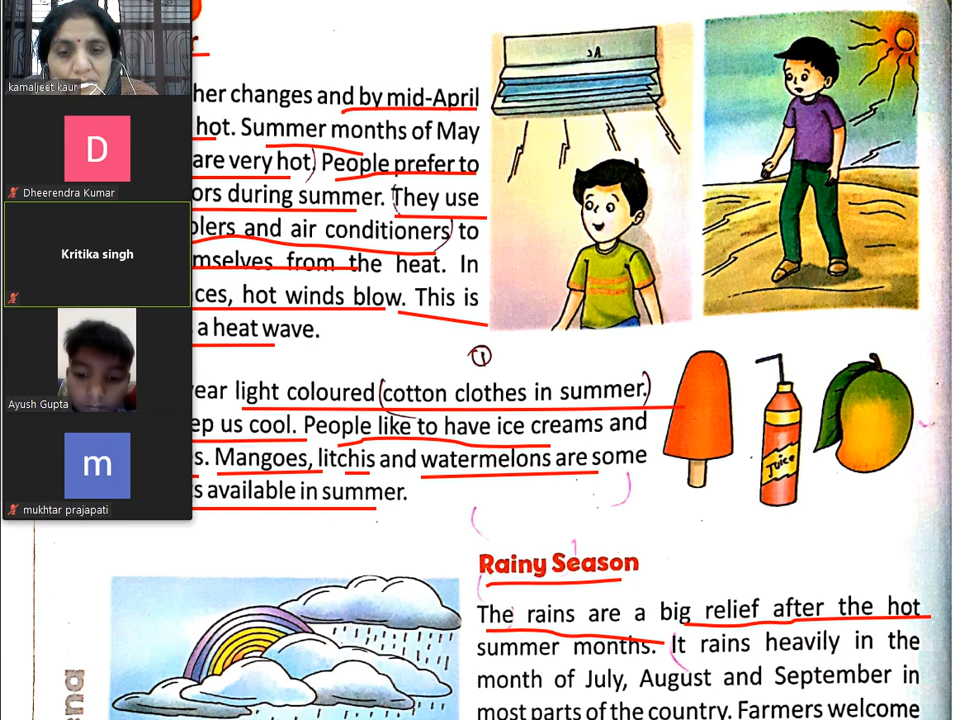 kamaljeet kaur
D
Dheerendra Kumar
Kritika singh
Ayush Gupta
m
mukhtar prajapati
her changes and by mid-April
hot. Summer months of May
are very hot) People prefer to
ors during summer. They use
lers and air conditioners) to
mselves from the heat. In
ces, hot winds blow. This is
a heat wave.
1
ear light coloured (cotton clothes in summer.)
ep us cool. People like to have ice creams and
s. Mangoes, litchis and watermelons are some
s available in summer.
Juice
Rainy Season
The rains are a big relief after the hot
summer months. It rains heavily in the
month of July, August and September in
most parts of the country. Farmers welcome